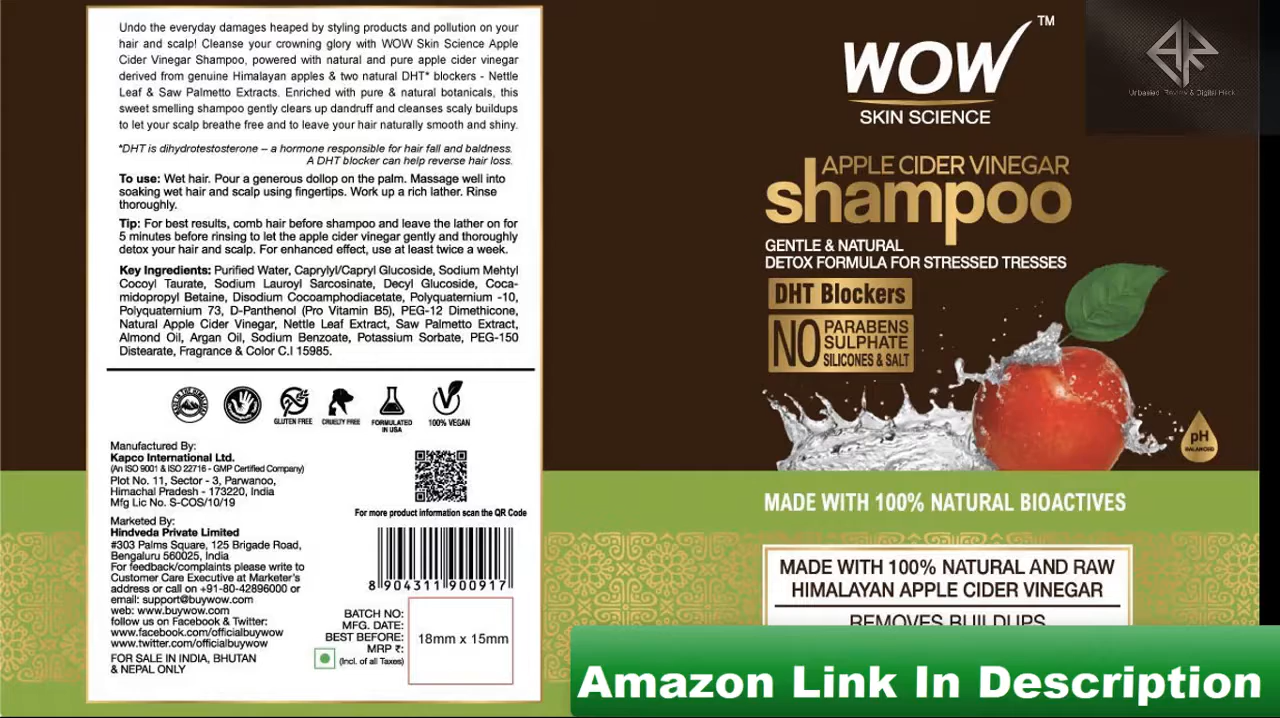 Undo the everyday damages heaped by styling products and pollution on your
hair and scalp! Cleanse your crowning glory with WOW Skin Science Apple
Cider Vinegar Shampoo, powered with natural and pure apple cider vinegar
derived from genuine Himalayan apples & two natural DHT* blockers - Nettle
Leaf & Saw Palmetto Extracts. Enriched with pure & natural botanicals, this
sweet smelling shampoo gently clears up dandruff and cleanses scaly buildups
to let your scalp breathe free and to leave your hair naturally smooth and shiny.
*DHT is dihydrotestosterone – a hormone responsible for hair fall and baldness.
A DHT blocker can help reverse hair loss.
To use: Wet hair. Pour a generous dollop on the palm. Massage well into
soaking wet hair and scalp using fingertips. Work up a rich lather. Rinse
thoroughly.
Tip: For best results, comb hair before shampoo and leave the lather on for
5 minutes before rinsing to let the apple cider vinegar gently and thoroughly
detox your hair and scalp. For enhanced effect, use at least twice a week.
Key Ingredients: Purified Water, Caprylyl/Capryl Glucoside, Sodium Mehtyl
Cocoyl Taurate, Sodium Lauroyl Sarcosinate, Decyl Glucoside, Coca-
midopropyl Betaine, Disodium Cocoamphodiacetate, Polyquaternium -10,
Polyquaternium 73, D-Panthenol (Pro Vitamin B5), PEG-12 Dimethicone,
Natural Apple Cider Vinegar, Nettle Leaf Extract, Saw Palmetto Extract,
Almond Oil, Argan Oil, Sodium Benzoate, Potassium Sorbate, PEG-150
Distearate, Fragrance & Color C.I 15985.
GLUTEN FREE
CRUELTY FREE
FORMULATED
IN USA
100% VEGAN
Manufactured By:
Kapco International Ltd.
(An ISO 9001 & ISO 22716 - GMP Certified Company)
Plot No. 11, Sector - 3, Parwanoo,
Himachal Pradesh - 173220, India
Mfg Lic No. S-COS/10/19
For more product information scan the QR Code
Marketed By:
Hindveda Private Limited
#303 Palms Square, 125 Brigade Road,
Bengaluru 560025, India
For feedback/complaints please write to
Customer Care Executive at Marketer's
address or call on +91-80-42896000 or
email: support@buywow.com
web: www.buywow.com
follow us on Facebook & Twitter:
www.facebook.com/officialbuywow
www.twitter.com/officialbuywow
FOR SALE IN INDIA, BHUTAN
& NEPAL ONLY
8 904311 900917
BATCH NO:
MFG. DATE:
BEST BEFORE:
MRP ₹:
(Incl. of all Taxes)
18mm x 15mm
WOW TM
SKIN SCIENCE
APPLE CIDER VINEGAR
shampoo
GENTLE & NATURAL
DETOX FORMULA FOR STRESSED TRESSES
DHT Blockers
NO PARABENS
SULPHATE
SILICONES & SALT
pH
BALANCED
MADE WITH 100% NATURAL BIOACTIVES
MADE WITH 100% NATURAL AND RAW
HIMALAYAN APPLE CIDER VINEGAR
REMOVES BUILDUPS
Amazon Link In Description